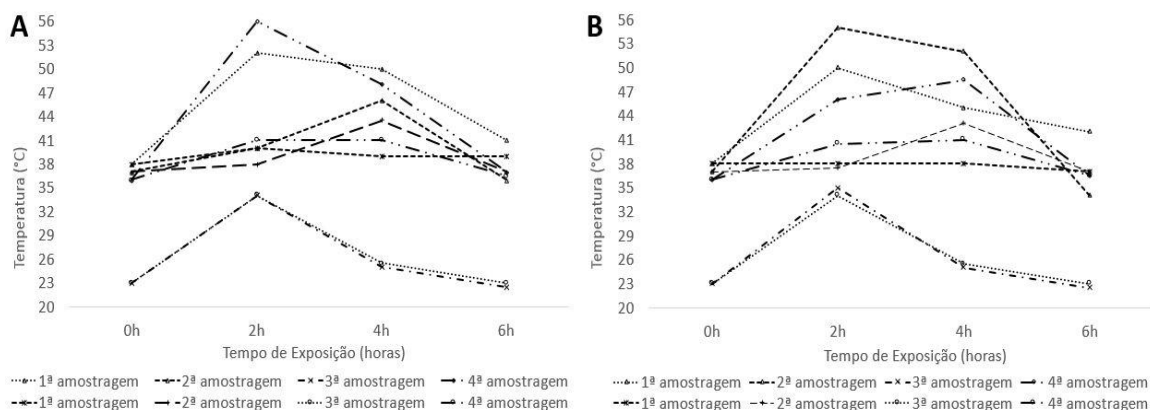 A
56
53
50
47
44
41
38
35
32
29
26
23
20
Temperatura (°C)
0h 2h 4h 6h
Tempo de Exposição (horas)
1ª amostragem 2ª amostragem 3ª amostragem 4ª amostragem
1ª amostragem 2ª amostragem 3ª amostragem 4ª amostragem
B
56
53
50
47
44
41
38
35
32
29
26
23
20
Temperatura (°C)
0h 2h 4h 6h
Tempo de Exposição (horas)
1ª amostragem 2ª amostragem 3ª amostragem 4ª amostragem
1ª amostragem 2ª amostragem 3ª amostragem 4ª amostragem